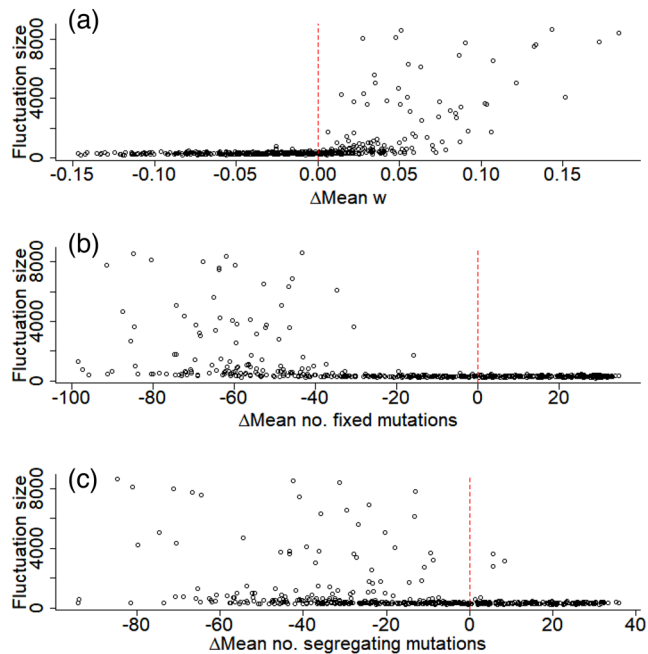 (a)
Fluctuation size
8000
4000
0
-0.15 -0.10 -0.05 0.00 0.05 0.10 0.15
ΔMean w
(b)
Fluctuation size
8000
4000
0
-100 -80 -60 -40 -20 0 20
ΔMean no. fixed mutations
(c)
Fluctuation size
8000
4000
0
-80 -60 -40 -20 0 20 40
ΔMean no. segregating mutations